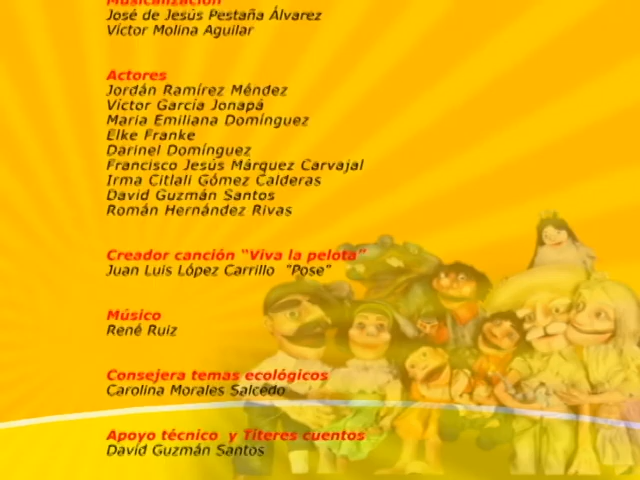 Musicalización
José de Jesús Pestaña Álvarez
Víctor Molina Aguilar
Actores
Jordán Ramírez Méndez
Víctor García Jonapá
Maria Emiliana Domínguez
Elke Franke
Darinel Domínguez
Francisco Jesús Márquez Carvajal
Irma Citlali Gómez Calderas
David Guzmán Santos
Román Hernández Rivas
Creador canción "Viva la pelota"
Juan Luis López Carrillo "Pose"
Músico
René Ruiz
Consejera temas ecológicos
Carolina Morales Salcedo
Apoyo técnico y Títeres cuentos
David Guzmán Santos